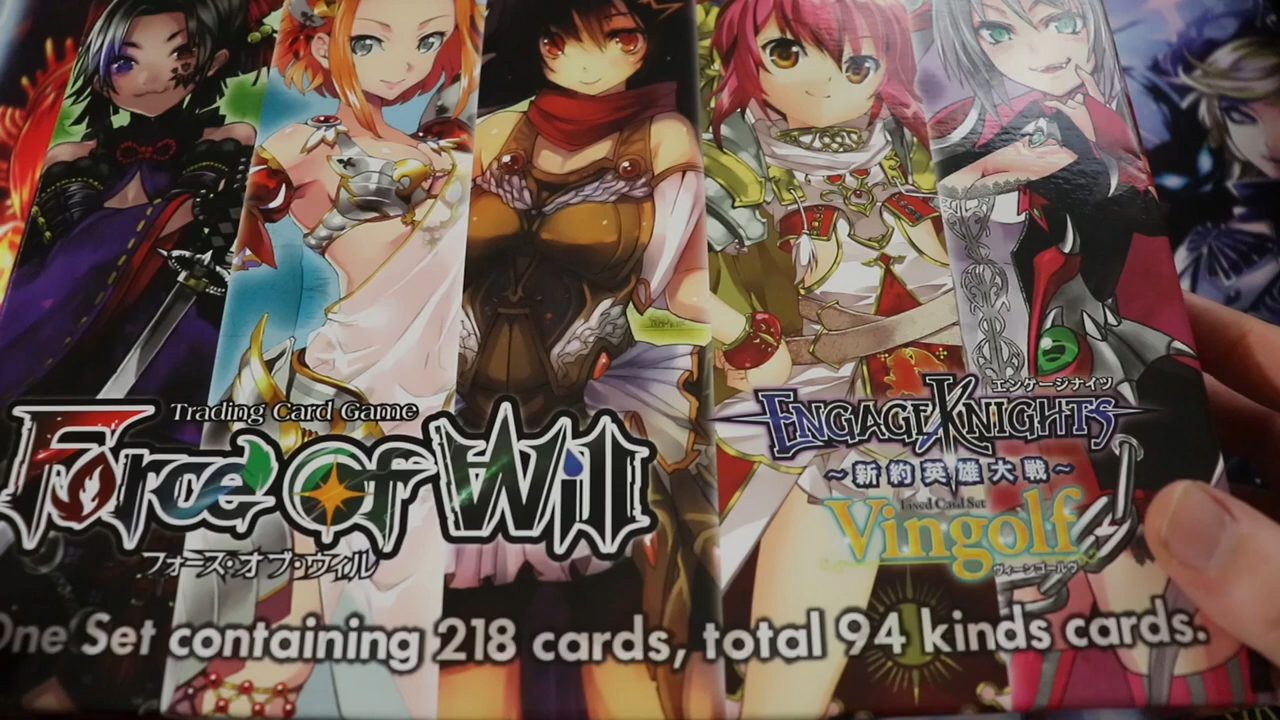 Trading Card Game
Force of Will
フォース・オブ・ウィル
エンゲージナイツ
ENGAGE KNIGHTS
～新約英雄大戦～
Fixed Card Set
Vingolf
ヴィーンゴールヴ
One Set containing 218 cards, total 94 kinds cards.